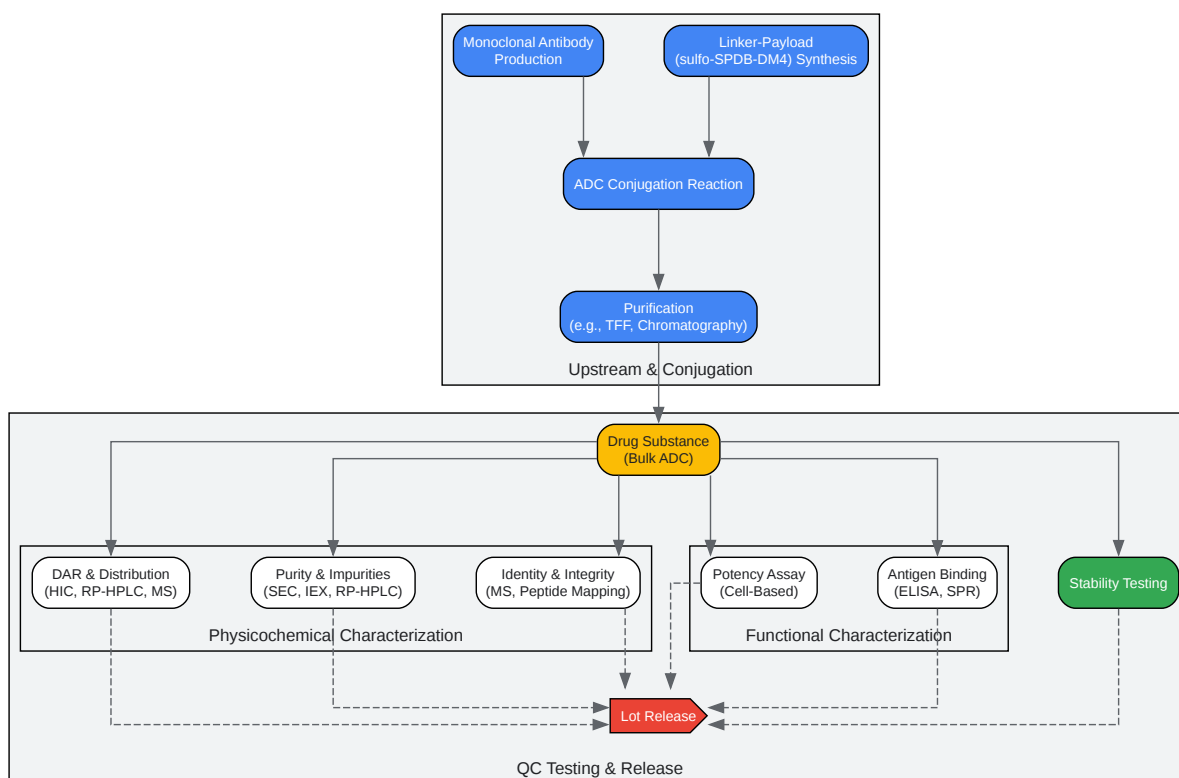 Monoclonal Antibody
Production
Linker-Payload
(sulfo-SPDB-DM4) Synthesis
ADC Conjugation Reaction
Purification
(e.g., TFF, Chromatography)
Upstream & Conjugation
Drug Substance
(Bulk ADC)
DAR & Distribution
(HIC, RP-HPLC, MS)
Purity & Impurities
(SEC, IEX, RP-HPLC)
Identity & Integrity
(MS, Peptide Mapping)
Physicochemical Characterization
Potency Assay
(Cell-Based)
Antigen Binding
(ELISA, SPR)
Functional Characterization
Stability Testing
Lot Release
QC Testing & Release